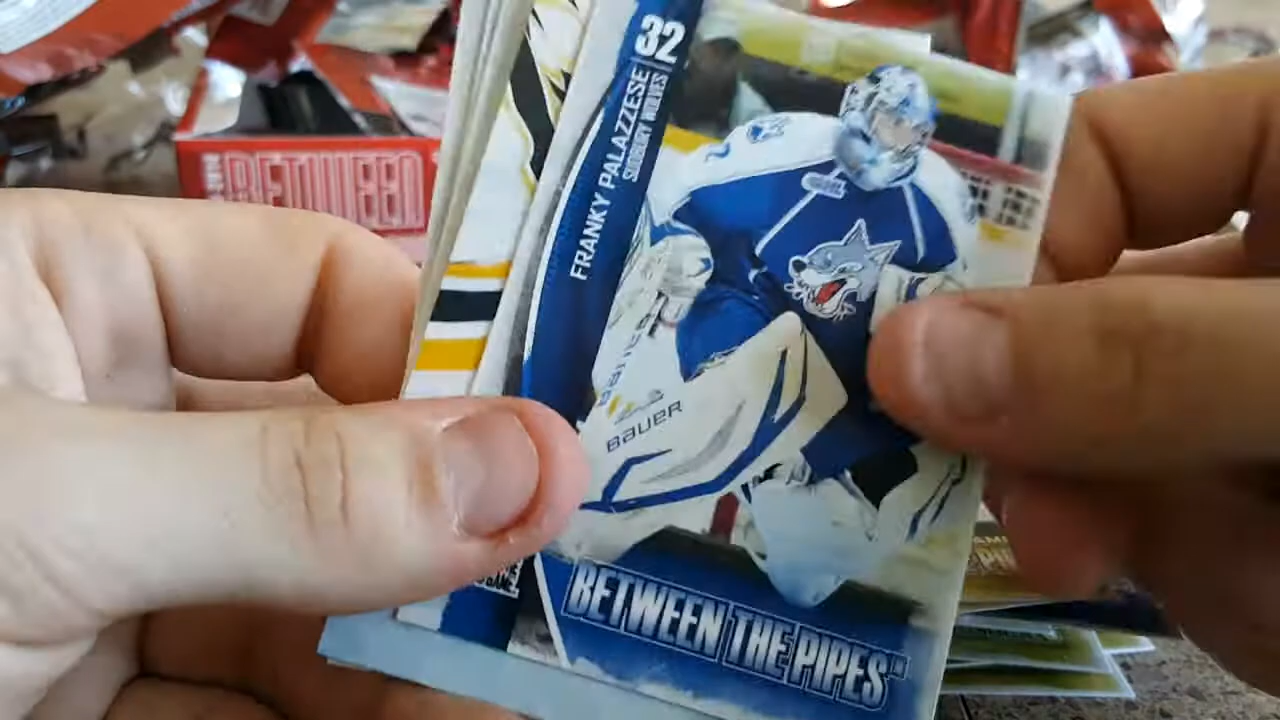 BETWEEN
32
FRANKY PALAZZESE
SUDBURY WOLVES
BAUER
BETWEEN THE PIPES